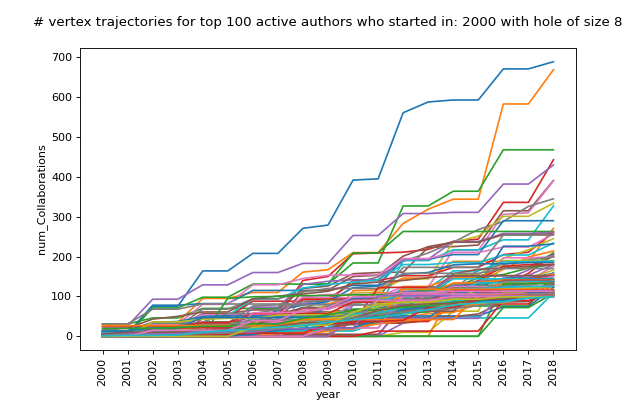 # vertex trajectories for top 100 active authors who started in: 2000 with hole of size 8
700
600
500
400
300
200
100
0
num_Collaborations
2000 2001 2002 2003 2004 2005 2006 2007 2008 2009 2010 2011 2012 2013 2014 2015 2016 2017 2018
year